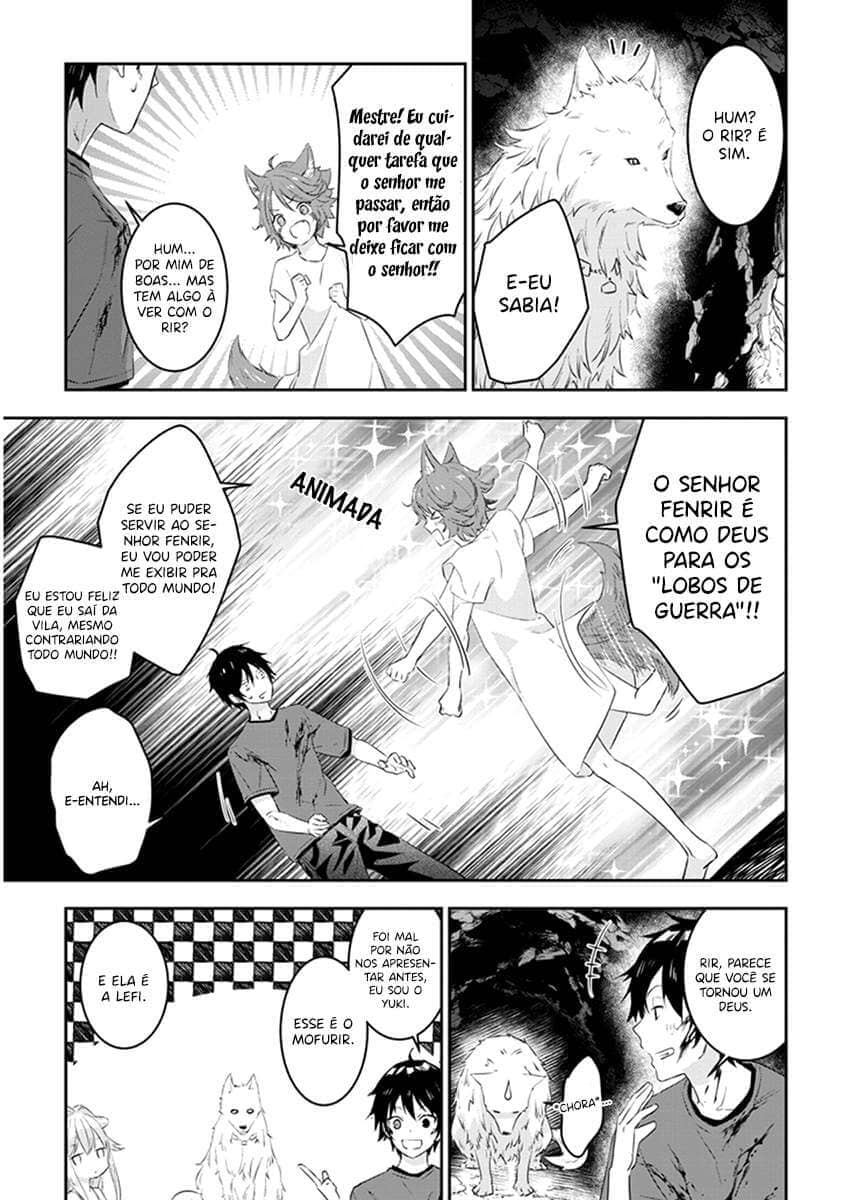 HUM?
O RIR? É
SIM.
E-EU
SABIA!
Mestre! Eu cui-
darei de qual-
quer tarefa que
o senhor me
passar, então
por favor me
deixe ficar com
o senhor!!
HUM...
POR MIM DE
BOAS... MAS
TEM ALGO À
VER COM O
RIR?
O SENHOR
FENRIR É
COMO DEUS
PARA OS
"LOBOS DE
GUERRA"!!
ANIMADA
SE EU PUDER
SERVIR AO SE-
NHOR FENRIR,
EU VOU PODER
ME EXIBIR PRA
TODO MUNDO!
EU ESTOU FELIZ
QUE EU SAÍ DA
VILA, MESMO
CONTRARIANDO
TODO MUNDO!!
AH,
E-ENTENDI...
RIR, PARECE
QUE VOCÊ SE
TORNOU UM
DEUS.
CHORA*...
FOI MAL
POR NÃO
NOS APRESEN-
TAR ANTES,
EU SOU O
YUKI.
ESSE É O
MOFURIR.
E ELA É
A LEFI.